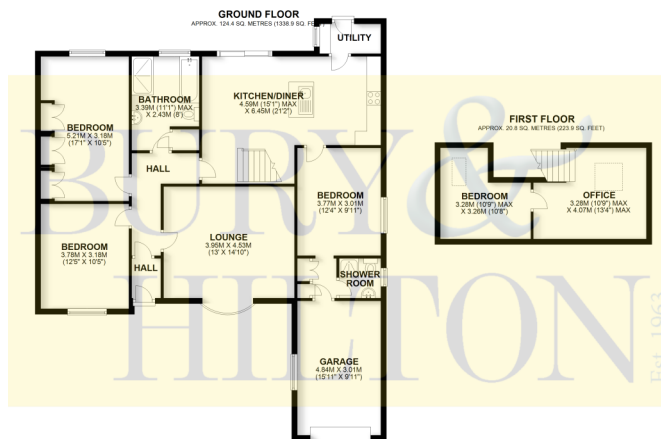 GROUND FLOOR
APPROX. 124.4 SQ. METRES (1338.9 SQ. FE
UTILITY
KITCHEN/DINER
4.59M (15'1") MAX
X 6.45M (21'2")
BATHROOM
3.39M (11'1") MAX
X 2.43M (8')
BEDROOM
5.21M X 3.18M
(17'1" X 10'5")
HALL
BEDROOM
3.77M X 3.01M
(12'4" X 9'11")
LOUNGE
3.95M X 4.53M
(13' X 14'10")
BEDROOM
3.78M X 3.18M
(12'5" X 10'5")
HALL
SHOWER
ROOM
GARAGE
4.84M X 3.01M
(15'11" X 9'11")
FIRST FLOOR
APPROX. 20.8 SQ. METRES (223.9 SQ. FEET)
BEDROOM
3.28M (10'9") MAX
X 3.26M (10'8")
OFFICE
3.28M (10'9") MAX
X 4.07M (13'4") MAX
BURY &
HILTON
Est. 1963